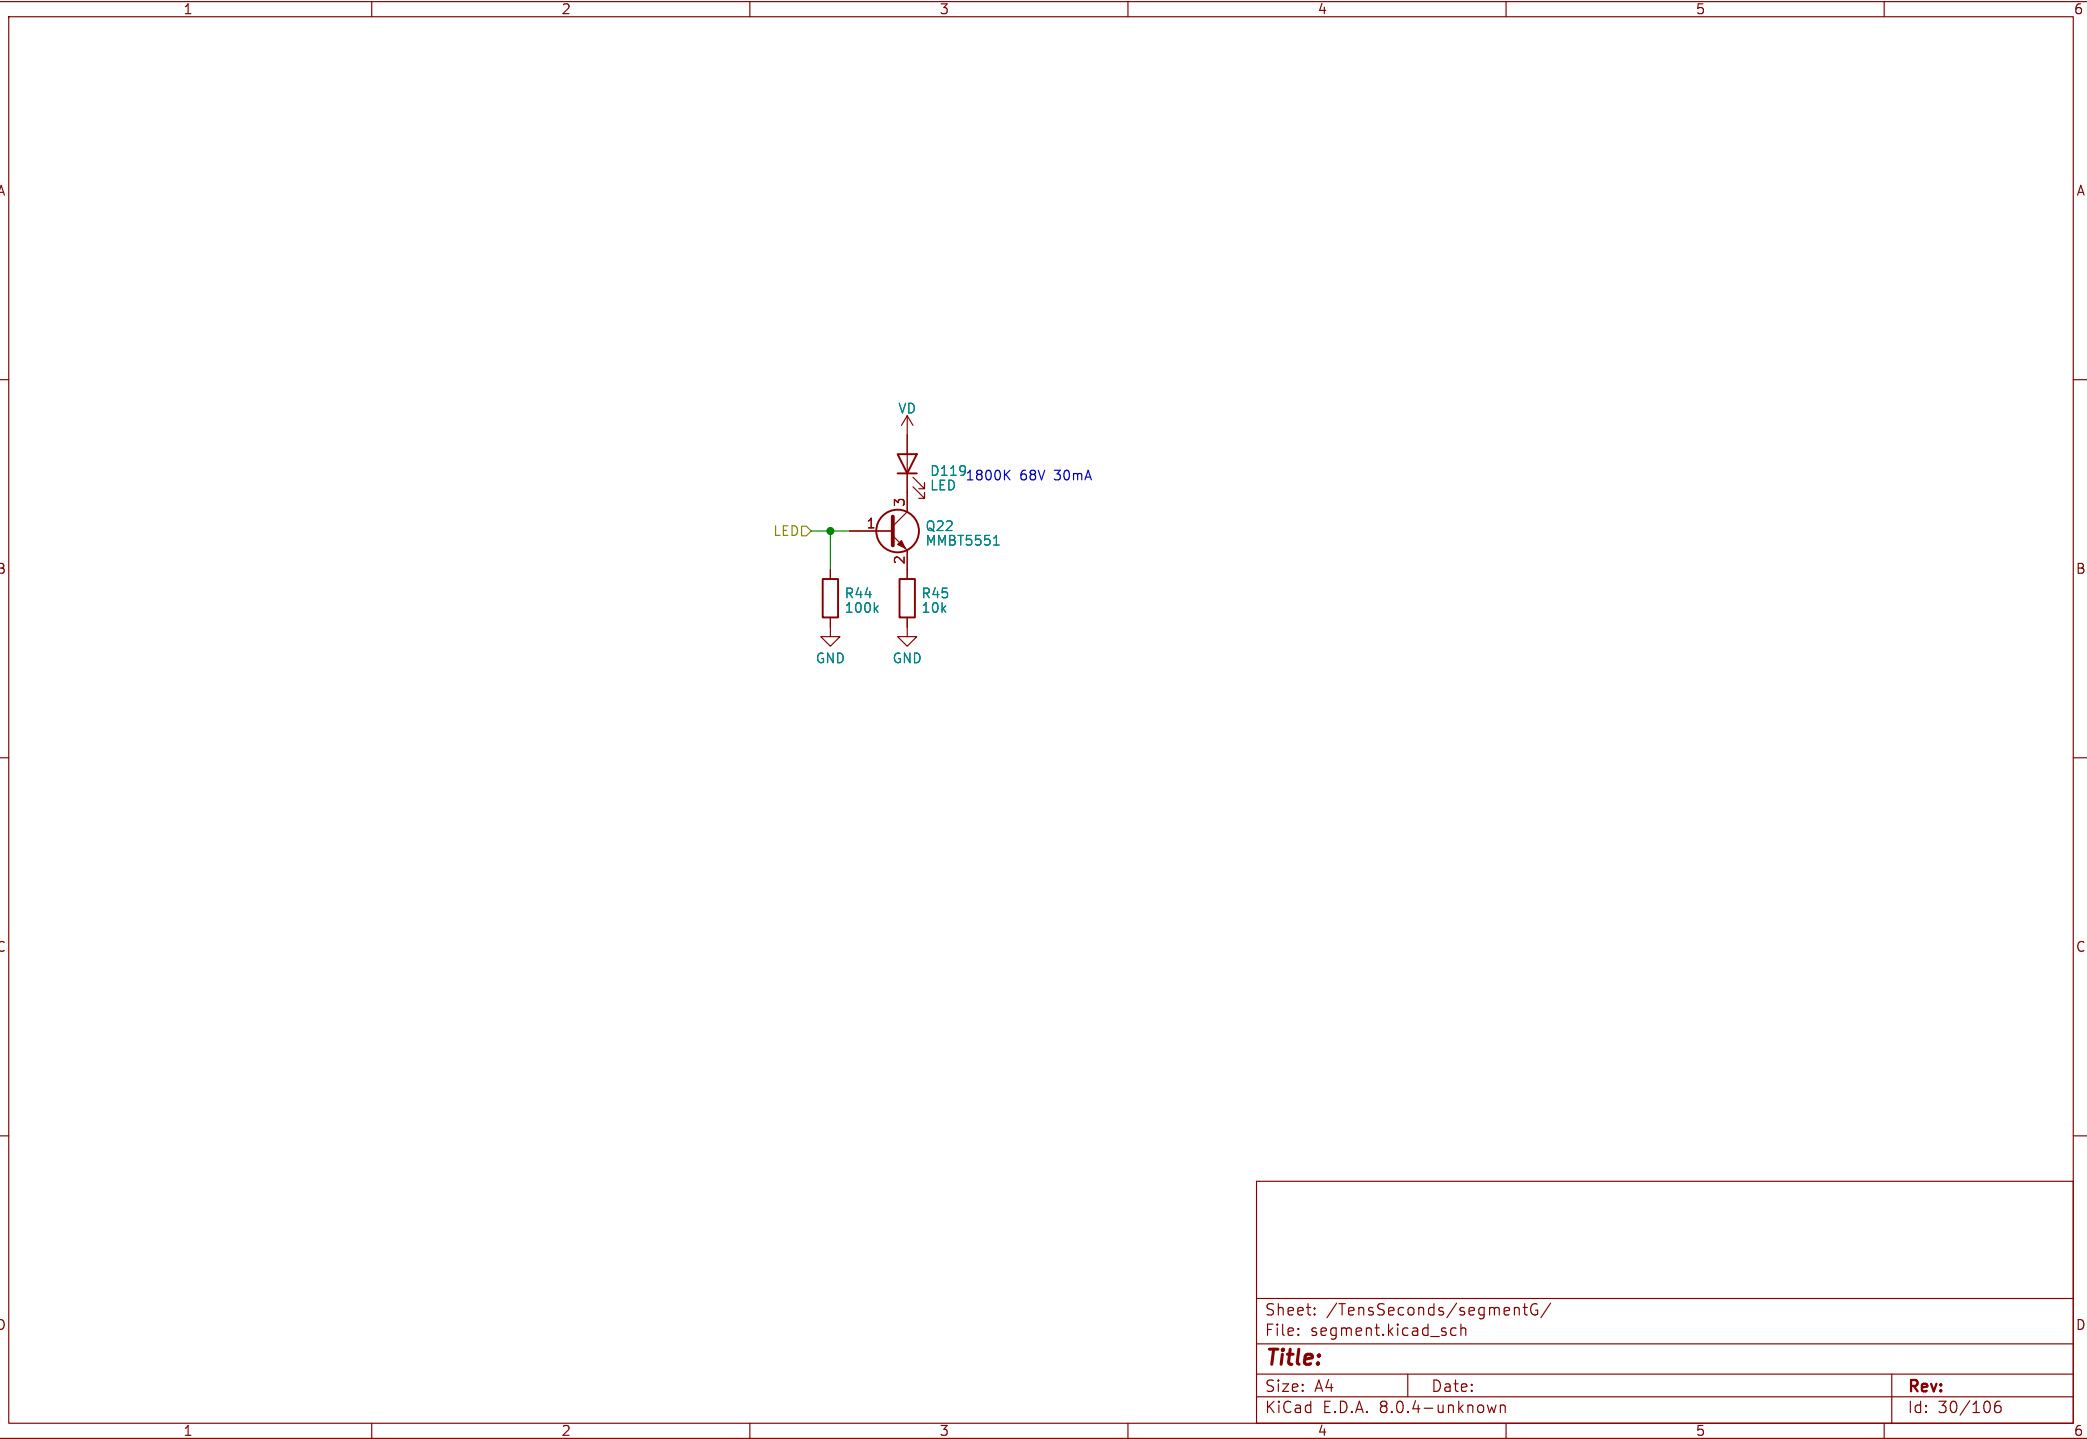 1 2 3 4 5 6
A A
VD
D119
LED
1800K 68V 30mA
3
LED
1
Q22
MMBT5551
2
B B
R44
100k
R45
10k
GND GND
C C
Sheet: /TensSeconds/segmentG/
File: segment.kicad_sch
D D
Title:
Size: A4 Date: Rev:
KiCad E.D.A. 8.0.4-unknown Id: 30/106
1 2 3 4 5 6